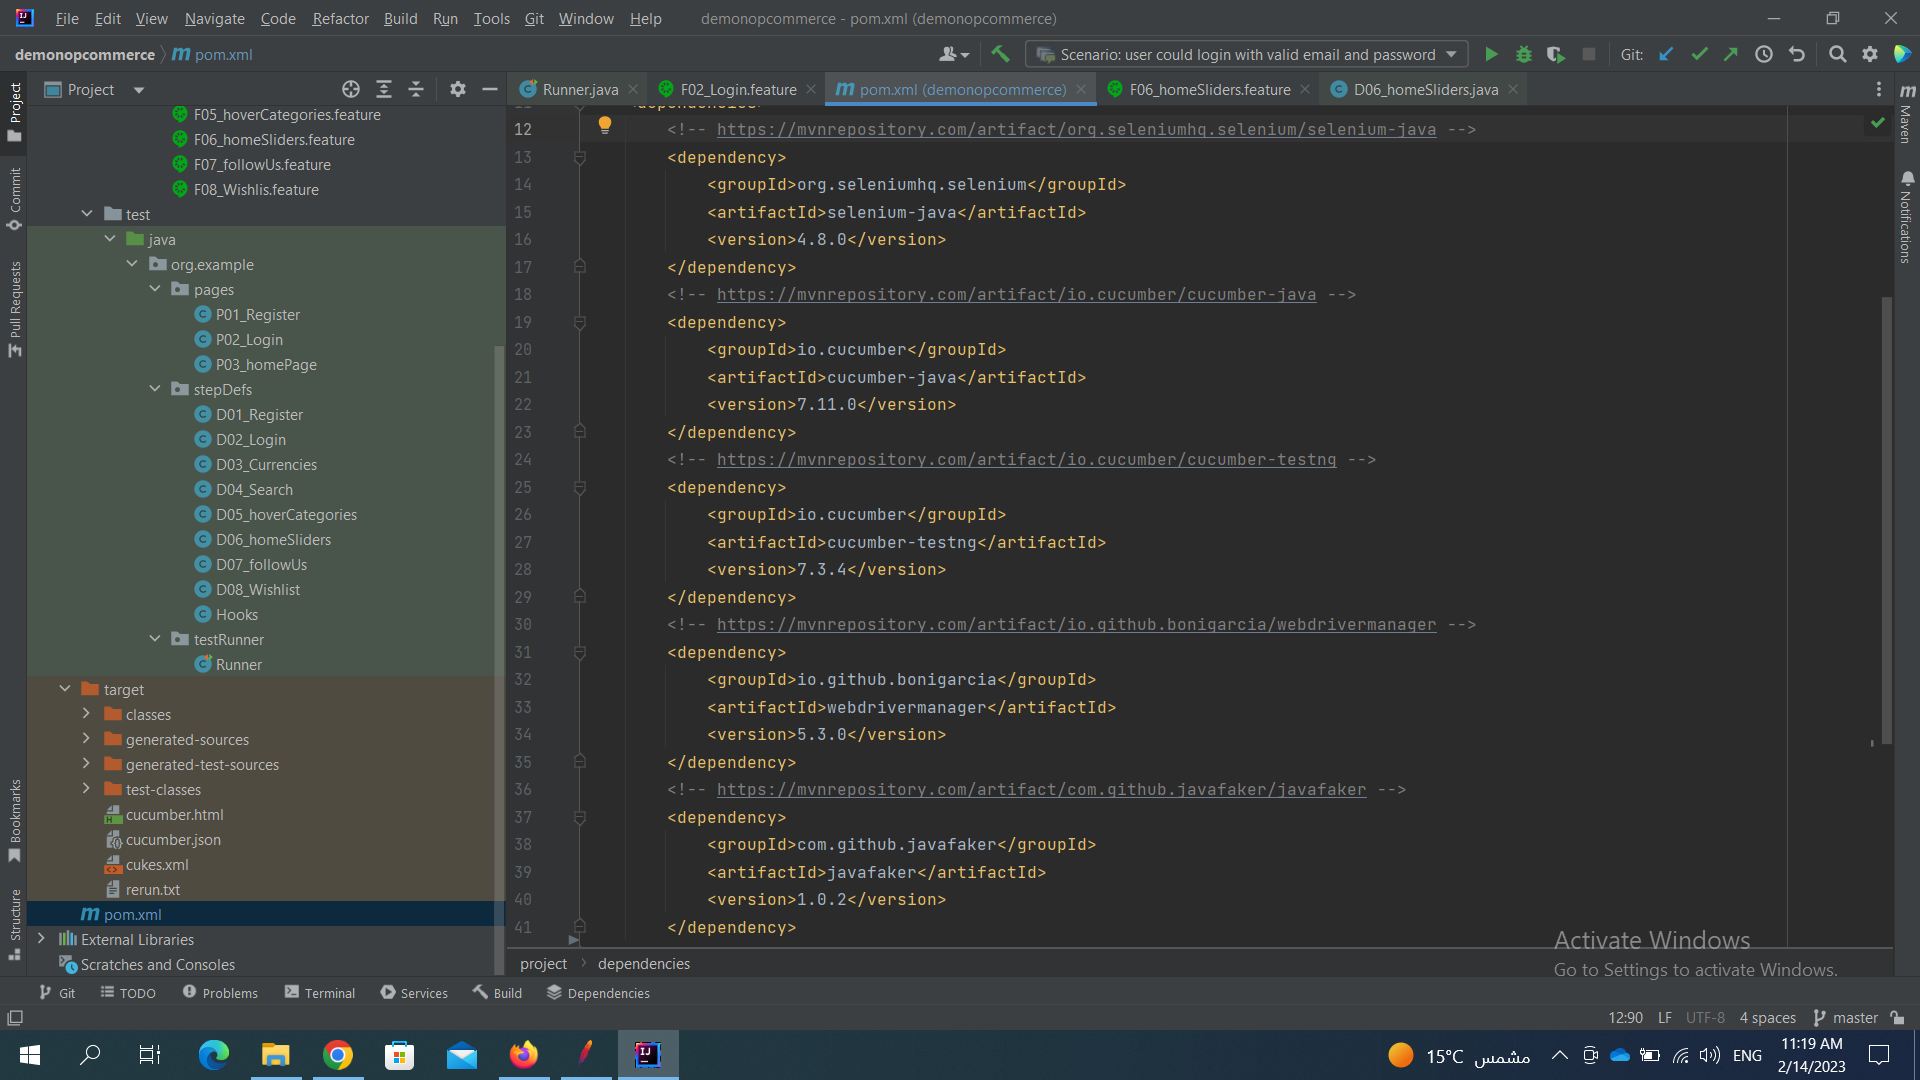 File Edit View Navigate Code Refactor Build Run Tools Git Window Help demonopcommerce - pom.xml (demonopcommerce)
demonopcommerce m pom.xml Scenario: user could login with valid email and password Git:
Project Runner.java F02_Login.feature pom.xml (demonopcommerce) F06_homeSliders.feature D06_homeSliders.java
Project
Commit
Pull Requests
Bookmarks
Structure
F05_hoverCategories.feature
F06_homeSliders.feature
F07_followUs.feature
F08_Wishlis.feature
test
java
org.example
pages
P01_Register
P02_Login
P03_homePage
stepDefs
D01_Register
D02_Login
D03_Currencies
D04_Search
D05_hoverCategories
D06_homeSliders
D07_followUs
D08_Wishlist
Hooks
testRunner
Runner
target
classes
generated-sources
generated-test-sources
test-classes
cucumber.html
cucumber.json
cukes.xml
rerun.txt
pom.xml
External Libraries
Scratches and Consoles
12 <!-- https://mvnrepository.com/artifact/org.seleniumhq.selenium/selenium-java -->
13 <dependency>
14 <groupId>org.seleniumhq.selenium</groupId>
15 <artifactId>selenium-java</artifactId>
16 <version>4.8.0</version>
17 </dependency>
18 <!-- https://mvnrepository.com/artifact/io.cucumber/cucumber-java -->
19 <dependency>
20 <groupId>io.cucumber</groupId>
21 <artifactId>cucumber-java</artifactId>
22 <version>7.11.0</version>
23 </dependency>
24 <!-- https://mvnrepository.com/artifact/io.cucumber/cucumber-testng -->
25 <dependency>
26 <groupId>io.cucumber</groupId>
27 <artifactId>cucumber-testng</artifactId>
28 <version>7.3.4</version>
29 </dependency>
30 <!-- https://mvnrepository.com/artifact/io.github.bonigarcia/webdrivermanager -->
31 <dependency>
32 <groupId>io.github.bonigarcia</groupId>
33 <artifactId>webdrivermanager</artifactId>
34 <version>5.3.0</version>
35 </dependency>
36 <!-- https://mvnrepository.com/artifact/com.github.javafaker/javafaker -->
37 <dependency>
38 <groupId>com.github.javafaker</groupId>
39 <artifactId>javafaker</artifactId>
40 <version>1.0.2</version>
41 </dependency>
Maven
Notifications
Activate Windows
Go to Settings to activate Windows.
project dependencies
Git TODO Problems Terminal Services Build Dependencies
12:90 LF UTF-8 4 spaces master
15°C مشمس ENG 11:19 AM
2/14/2023